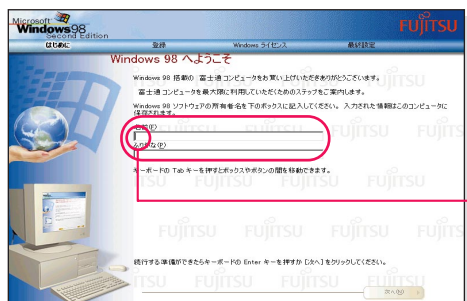 Microsoft
Windows98
Second Edition
FUJITSU
はじめに 登録 Windows ライセンス 最終設定
Windows 98 へようこそ
Windows 98 搭載の 富士通 コンピュータをお買い上げいただきありがとうございます。
富士通 コンピュータを最大限に利用していただくためのステップをご案内します。
Windows 98 ソフトウェアの所有者名を下のボックスに記入してください。 入力された情報はこのコンピュータに
保存されます。
名前(F)
ふりがな(P)
キーボードの Tab キーを押すとボックスやボタンの間を移動できます。
続行する準備ができたらキーボードの Enter キーを押すか [次へ] をクリックしてください。
次へ(N)